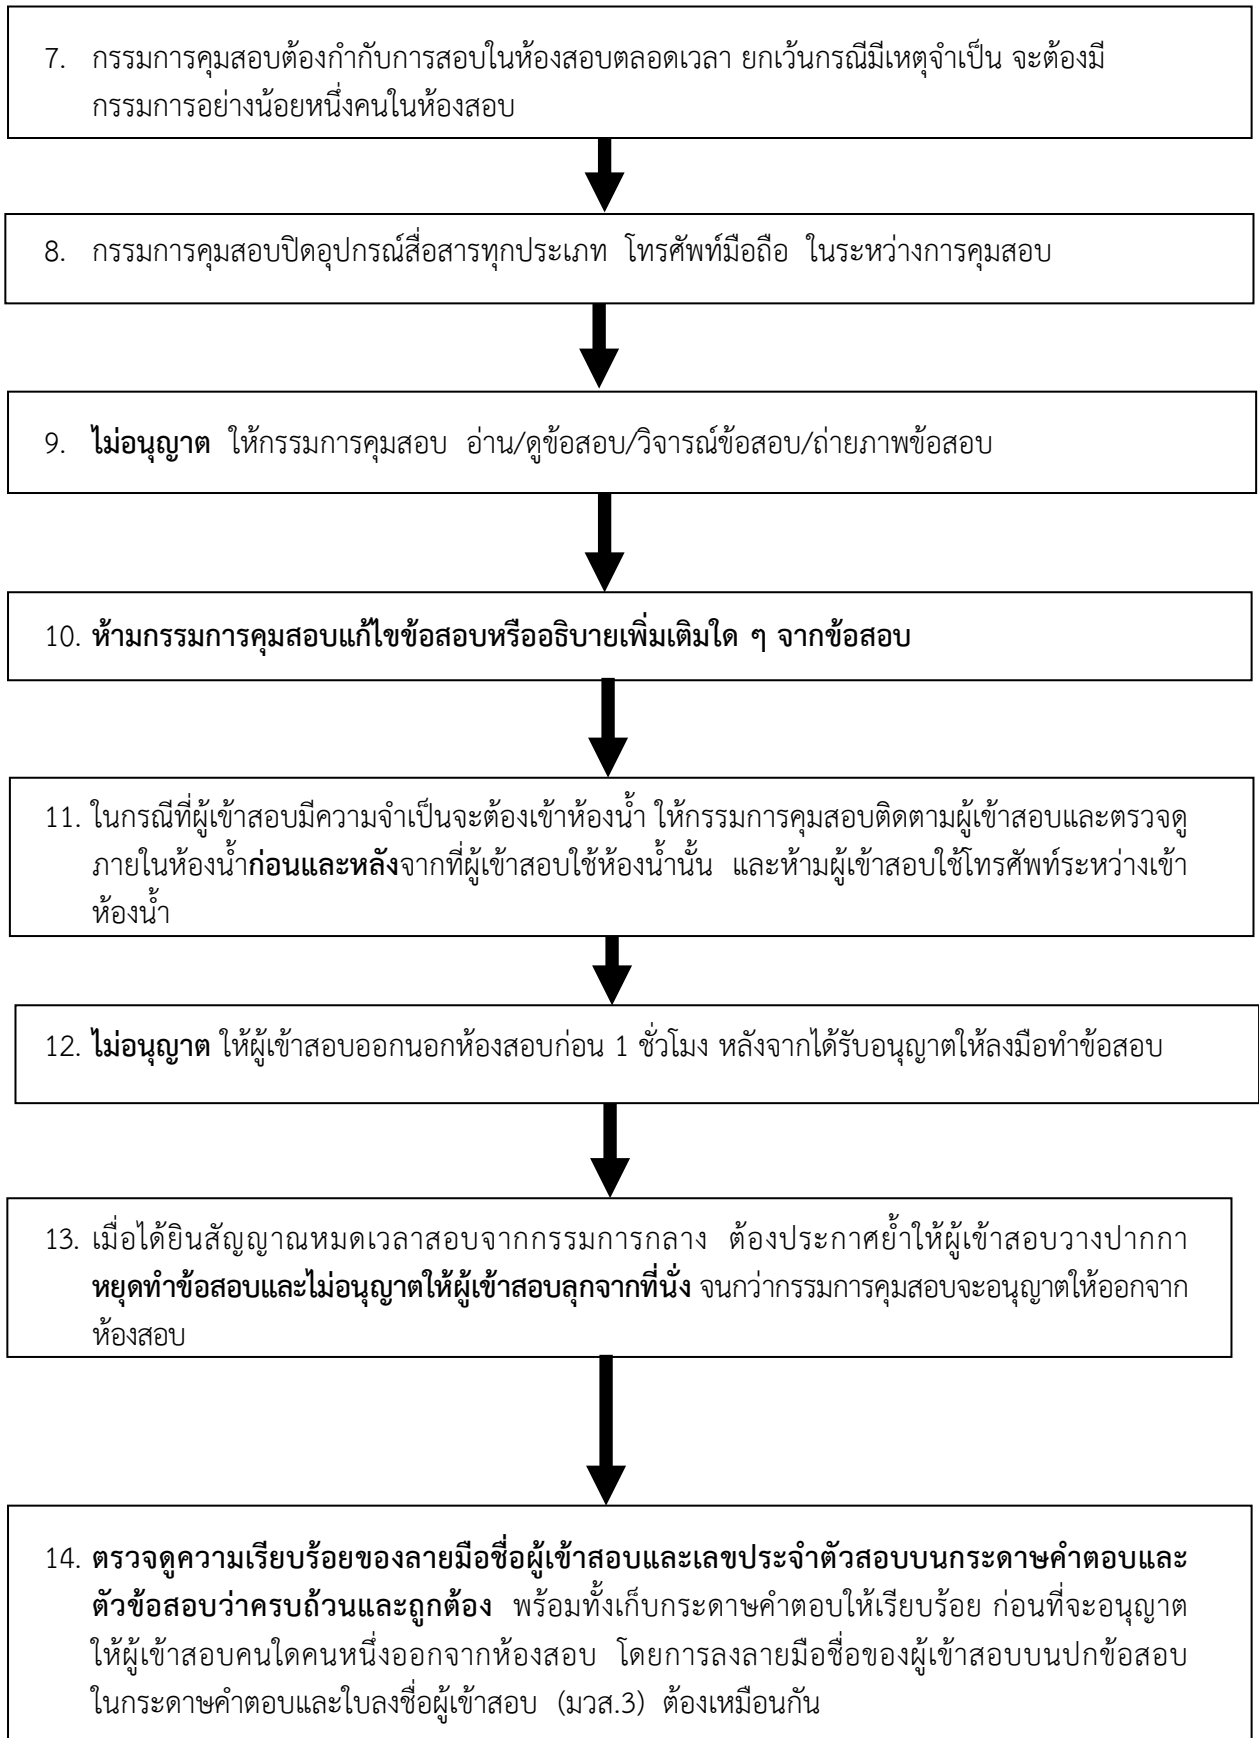 7. กรรมการคุมสอบต้องกำกับการสอบในห้องสอบตลอดเวลา ยกเว้นกรณีมีเหตุจำเป็น จะต้องมี
กรรมการอย่างน้อยหนึ่งคนในห้องสอบ
8. กรรมการคุมสอบปิดอุปกรณ์สื่อสารทุกประเภท โทรศัพท์มือถือ ในระหว่างการคุมสอบ
9. ไม่อนุญาต ให้กรรมการคุมสอบ อ่าน/ดูข้อสอบ/วิจารณ์ข้อสอบ/ถ่ายภาพข้อสอบ
10. ห้ามกรรมการคุมสอบแก้ไขข้อสอบหรืออธิบายเพิ่มเติมใด ๆ จากข้อสอบ
11. ในกรณีที่ผู้เข้าสอบมีความจำเป็นจะต้องเข้าห้องน้ำ ให้กรรมการคุมสอบติดตามผู้เข้าสอบและตรวจดู
ภายในห้องน้ำก่อนและหลังจากที่ผู้เข้าสอบใช้ห้องน้ำนั้น และห้ามผู้เข้าสอบใช้โทรศัพท์ระหว่างเข้า
ห้องน้ำ
12. ไม่อนุญาต ให้ผู้เข้าสอบออกนอกห้องสอบก่อน 1 ชั่วโมง หลังจากได้รับอนุญาตให้ลงมือทำข้อสอบ
13. เมื่อได้ยินสัญญาณหมดเวลาสอบจากกรรมการกลาง ต้องประกาศย้ำให้ผู้เข้าสอบวางปากกา
หยุดทำข้อสอบและไม่อนุญาตให้ผู้เข้าสอบลุกจากที่นั่ง จนกว่ากรรมการคุมสอบจะอนุญาตให้ออกจาก
ห้องสอบ
14. ตรวจดูความเรียบร้อยของลายมือชื่อผู้เข้าสอบและเลขประจำตัวสอบบนกระดาษคำตอบและ
ตัวข้อสอบว่าครบถ้วนและถูกต้อง พร้อมทั้งเก็บกระดาษคำตอบให้เรียบร้อย ก่อนที่จะอนุญาต
ให้ผู้เข้าสอบคนใดคนหนึ่งออกจากห้องสอบ โดยการลงลายมือชื่อของผู้เข้าสอบบนปกข้อสอบ
ในกระดาษคำตอบและใบลงชื่อผู้เข้าสอบ (มวส.3) ต้องเหมือนกัน